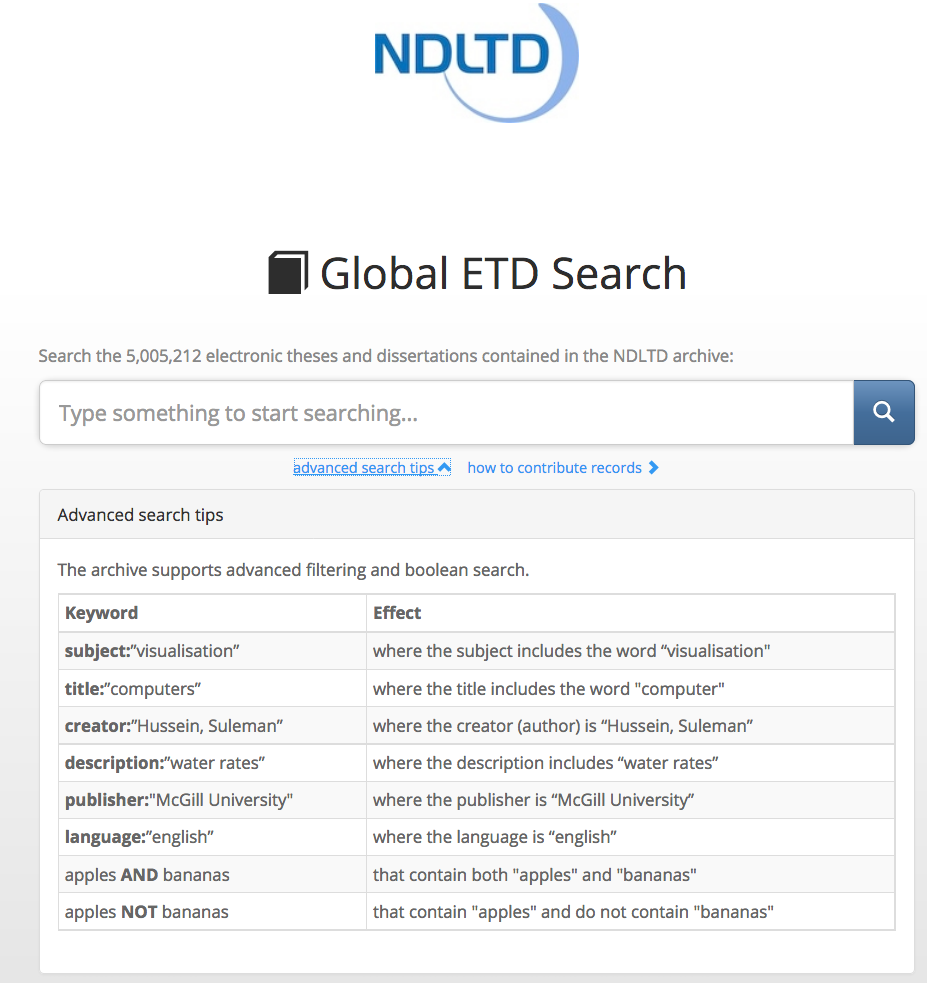 NDLTD
Global ETD Search
Search the 5,005,212 electronic theses and dissertations contained in the NDLTD archive:
Type something to start searching...
advanced search tips how to contribute records
Advanced search tips
The archive supports advanced filtering and boolean search.
Keyword Effect
subject:”visualisation” where the subject includes the word “visualisation"
title:”computers” where the title includes the word "computer"
creator:”Hussein, Suleman” where the creator (author) is “Hussein, Suleman”
description:”water rates” where the description includes “water rates”
publisher:"McGill University" where the publisher is “McGill University”
language:”english” where the language is “english”
apples AND bananas that contain both "apples" and "bananas"
apples NOT bananas that contain "apples" and do not contain "bananas"